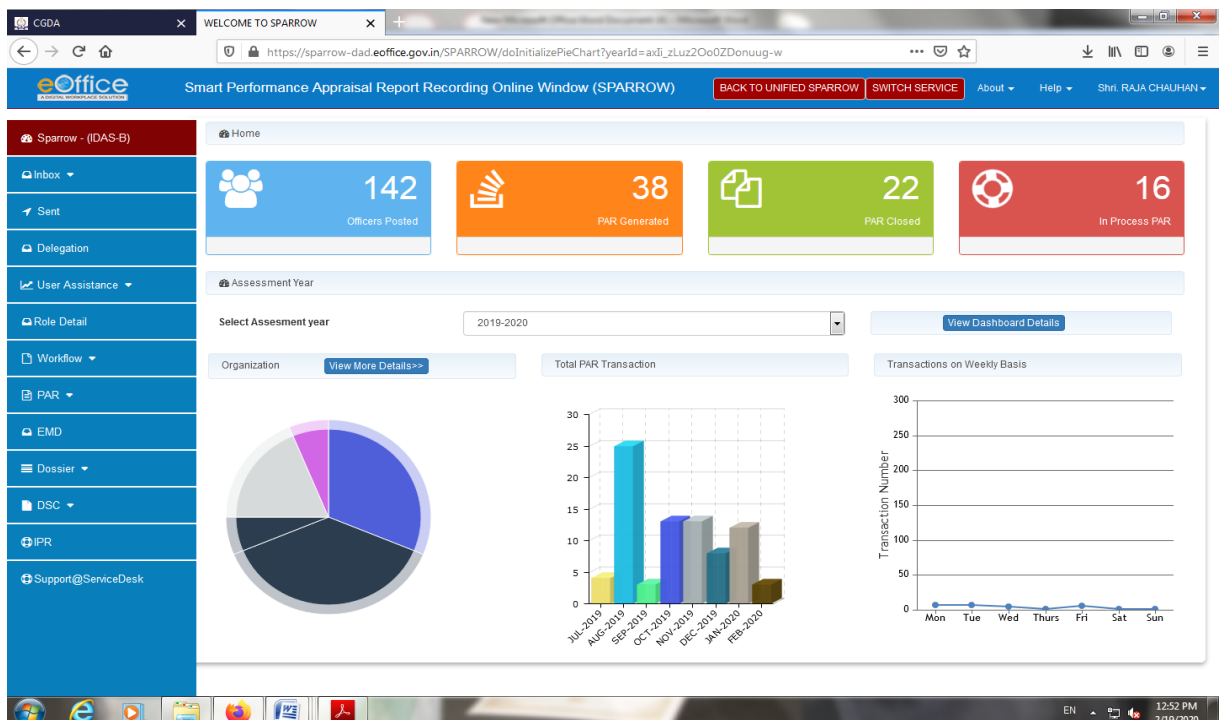 CGDA
WELCOME TO SPARROW
https://sparrow-dad.eoffice.gov.in/SPARROW/doInitializePieChart?yearId=axIi_zLuz2Oo0ZDonuug-w
eOffice
A DIGITAL WORKPLACE SOLUTION
Smart Performance Appraisal Report Recording Online Window (SPARROW)
BACK TO UNIFIED SPARROW
SWITCH SERVICE
About
Help
Shri. RAJA CHAUHAN
Sparrow - (IDAS-B)
Inbox
Sent
Delegation
User Assistance
Role Detail
Workflow
PAR
EMD
Dossier
DSC
IPR
Support@ServiceDesk
Home
142
Officers Posted
38
PAR Generated
22
PAR Closed
16
In Process PAR
Assessment Year
Select Assesment year
2019-2020
View Dashboard Details
Organization
View More Details>>
Total PAR Transaction
30
25
20
15
10
5
0
JUL-2019
AUG-2019
SEP-2019
OCT-2019
NOV-2019
DEC-2019
JAN-2020
FEB-2020
Transactions on Weekly Basis
Transaction Number
300
250
200
150
100
50
0
Mon Tue Wed Thurs Fri Sat Sun
EN
12:52 PM